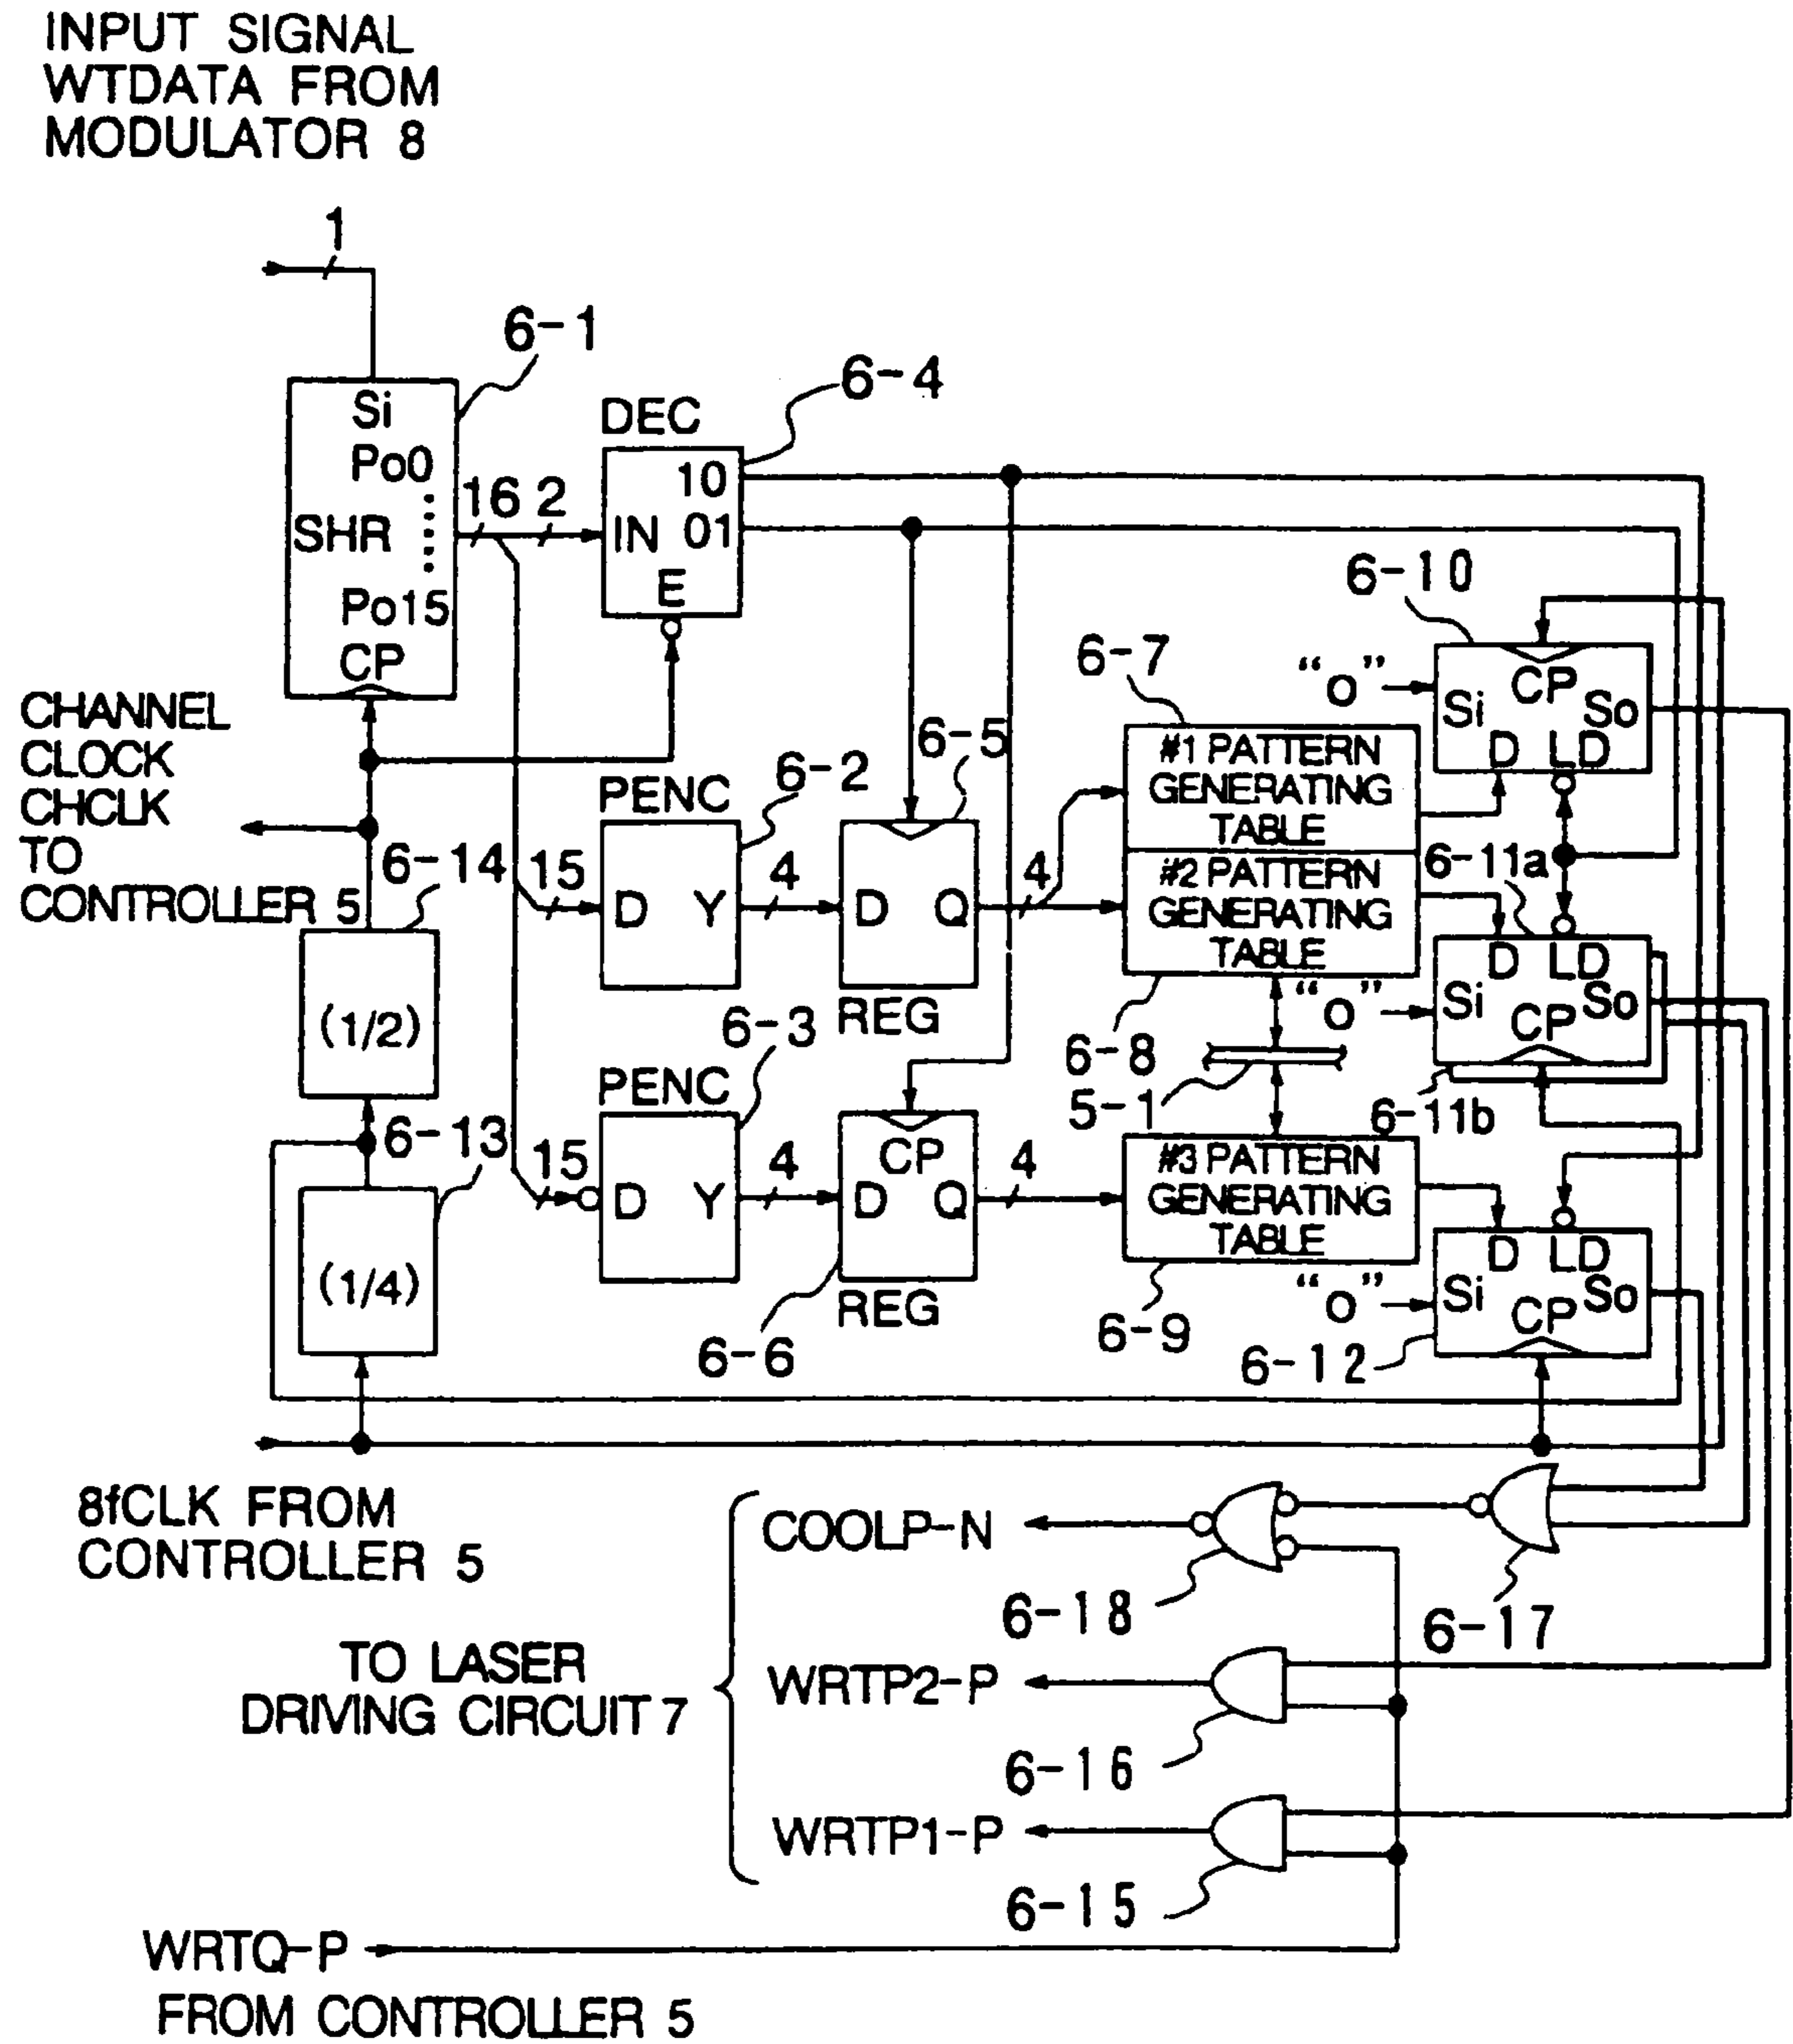 INPUT SIGNAL
WTDATA FROM
MODULATOR 8
1
6-1
Si
Po0
SHR
Po15
CP
16
2
DEC
6-4
10
IN 01
E
CHANNEL
CLOCK
CHCLK
TO
CONTROLLER 5
6-14
(1/2)
6-13
(1/4)
15
PENC
6-2
D Y
4
6-5
D Q
REG
4
15
PENC
6-3
D Y
4
CP
D Q
REG
6-6
4
6-7
#1 PATTERN
GENERATING
TABLE
#2 PATTERN
GENERATING
TABLE
6-8
5-1
#3 PATTERN
GENERATING
TABLE
6-9
6-10
"0"
CP
Si So
D LD
6-11a
"0"
D LD
Si So
CP
6-11b
"0"
D LD
Si So
CP
6-12
8fCLK FROM
CONTROLLER 5
TO LASER
DRIVING CIRCUIT 7
COOLP-N
6-18
6-17
WRTP2-P
6-16
WRTP1-P
6-15
WRTQ-P
FROM CONTROLLER 5